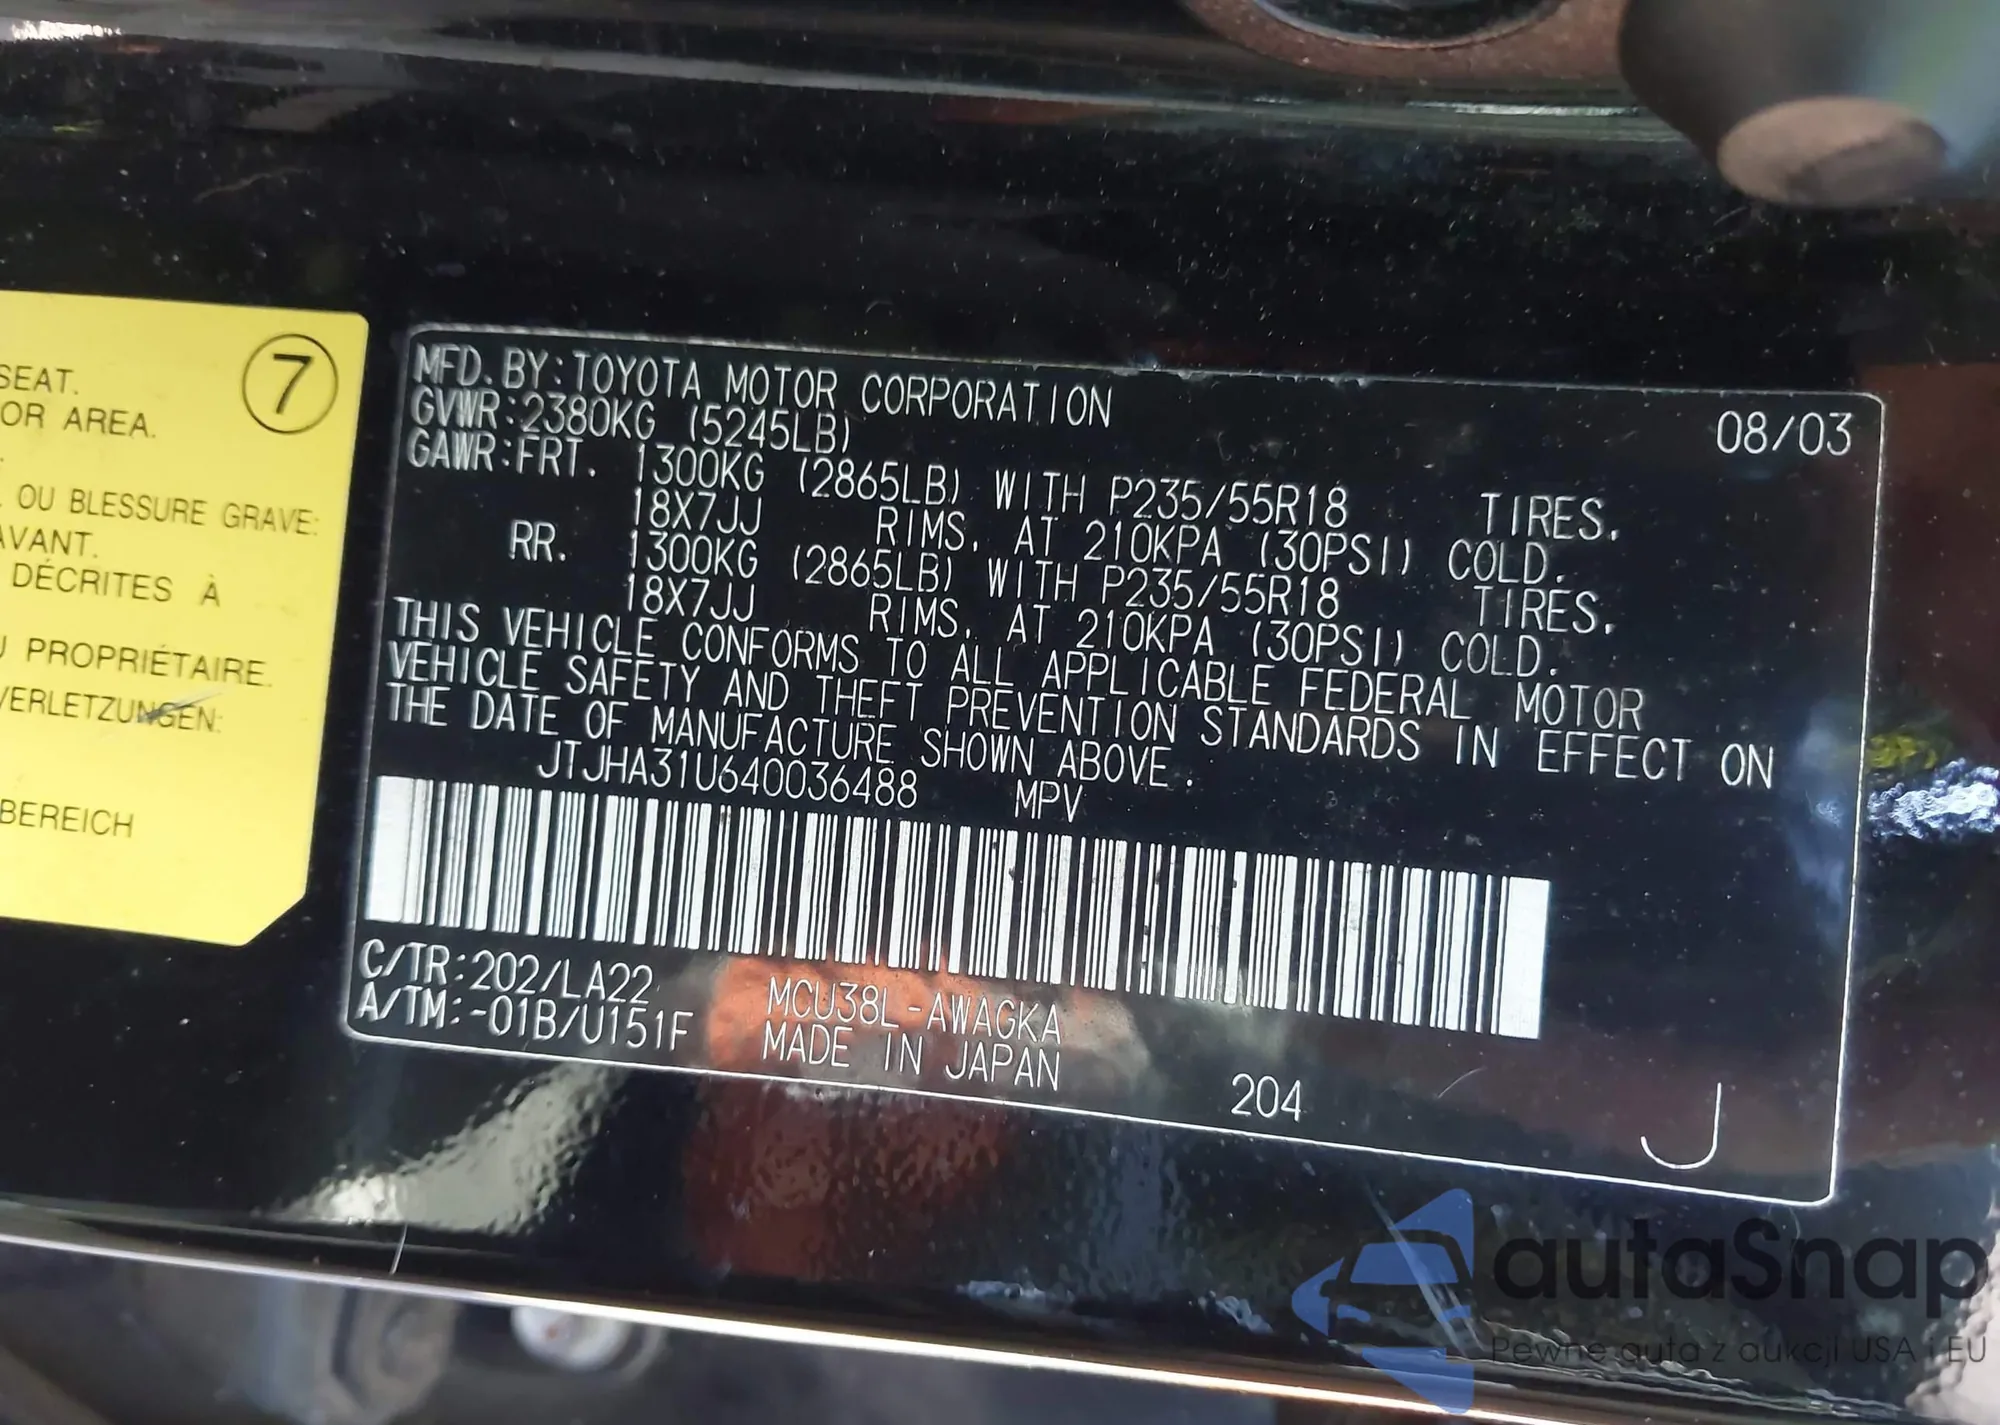 7
SEAT.
OR AREA.
OU BLESSURE GRAVE:
AVANT.
DÉCRITES À
PROPRIÉTAIRE.
VERLETZUNGEN:
BEREICH
MFD. BY: TOYOTA MOTOR CORPORATION 08/03
GVWR: 2380KG (5245LB)
GAWR: FRT. 1300KG (2865LB) WITH P235/55R18 TIRES.
18X7JJ RIMS. AT 210KPA (30PSI) COLD.
RR. 1300KG (2865LB) WITH P235/55R18 TIRES.
18X7JJ RIMS. AT 210KPA (30PSI) COLD.
THIS VEHICLE CONFORMS TO ALL APPLICABLE FEDERAL MOTOR
VEHICLE SAFETY AND THEFT PREVENTION STANDARDS IN EFFECT ON
THE DATE OF MANUFACTURE SHOWN ABOVE.
JTJHA31U640036488 MPV
C/TR: 202/LA22 MCU38L-AWAGKA
A/TM: -01B/U151F MADE IN JAPAN
204 J
autaSnap
Pewne auta z aukcji USA i EU